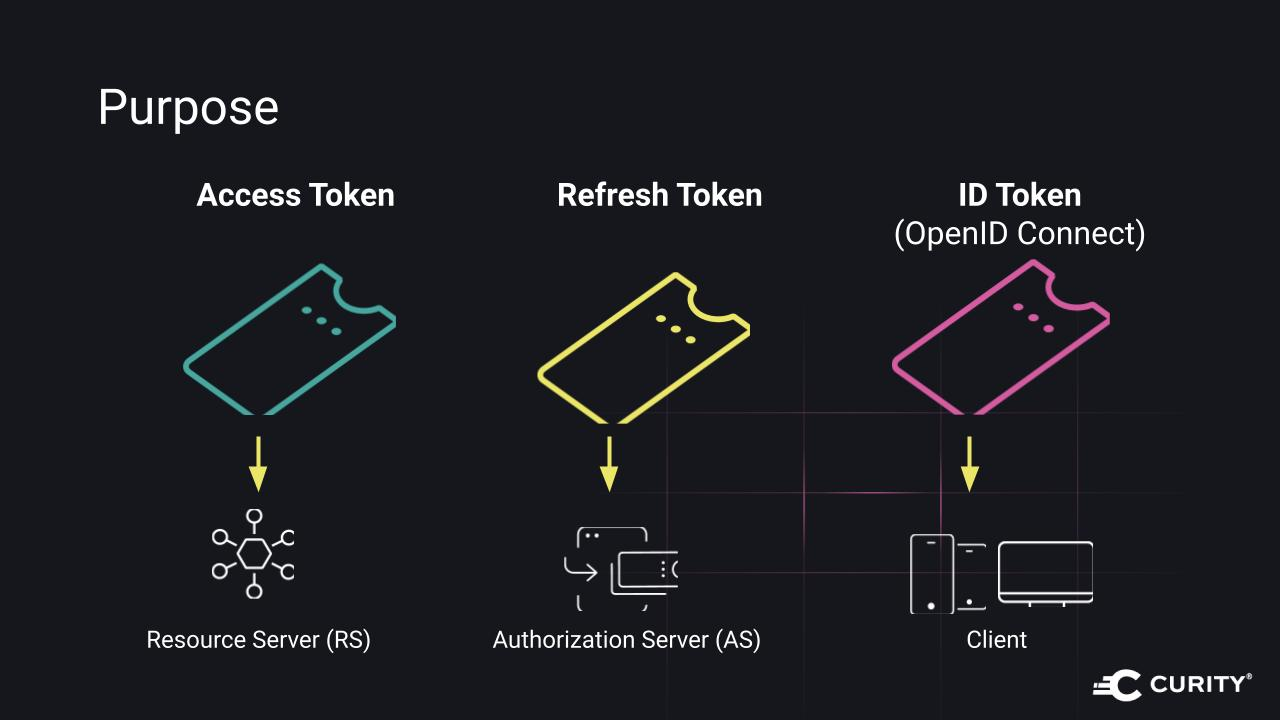 Purpose
Access Token
Refresh Token
ID Token
(OpenID Connect)
Resource Server (RS)
Authorization Server (AS)
Client
CURITY®